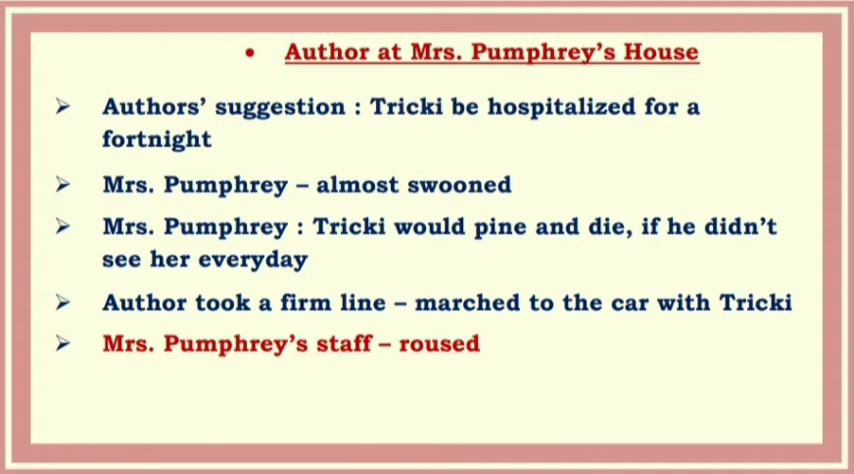 • Author at Mrs. Pumphrey’s House
➢ Authors’ suggestion : Tricki be hospitalized for a
fortnight
➢ Mrs. Pumphrey – almost swooned
➢ Mrs. Pumphrey : Tricki would pine and die, if he didn’t
see her everyday
➢ Author took a firm line – marched to the car with Tricki
➢ Mrs. Pumphrey’s staff – roused